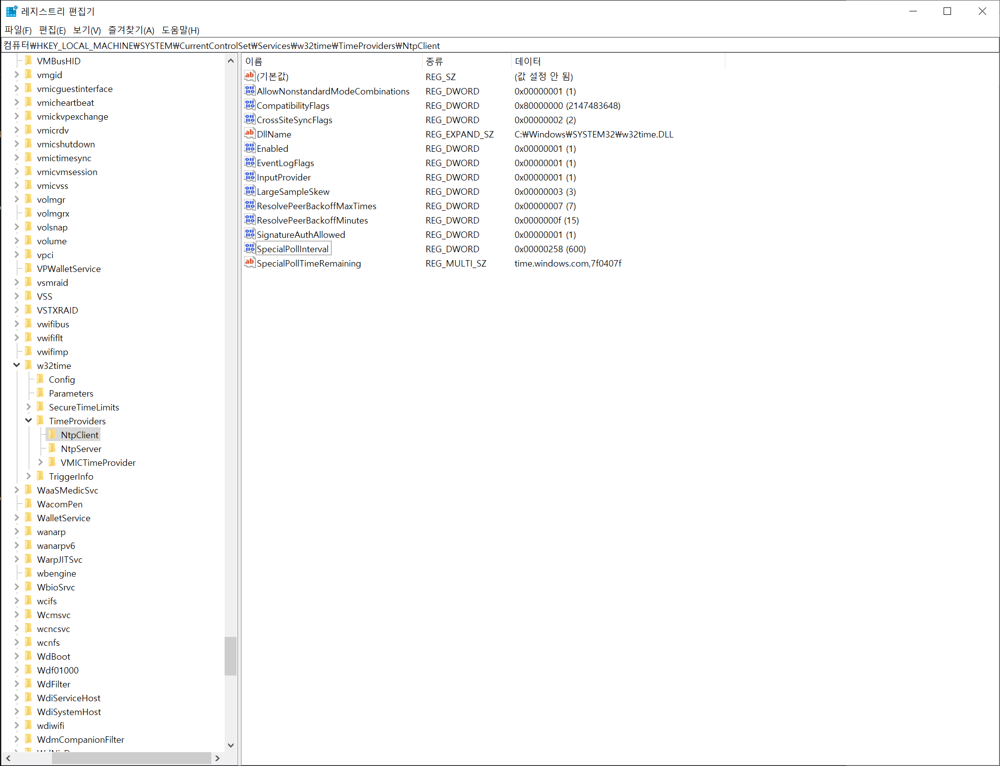 레지스트리 편집기
파일(F) 편집(E) 보기(V) 즐겨찾기(A) 도움말(H)
컴퓨터₩HKEY_LOCAL_MACHINE₩SYSTEM₩CurrentControlSet₩Services₩w32time₩TimeProviders₩NtpClient
VMBusHID
vmgid
vmicguestinterface
vmicheartbeat
vmickvpexchange
vmicrdv
vmicshutdown
vmictimesync
vmicvmsession
vmicvss
volmgr
volmgrx
volsnap
volume
vpci
VPWalletService
vsmraid
VSS
VSTXRAID
vwifibus
vwififlt
vwifimp
w32time
Config
Parameters
SecureTimeLimits
TimeProviders
NtpClient
NtpServer
VMICTimeProvider
TriggerInfo
WaaSMedicSvc
WacomPen
WalletService
wanarp
wanarpv6
WarpJITSvc
wbengine
WbioSrvc
wcifs
Wcmsvc
wcncsvc
wcnfs
WdBoot
Wdf01000
WdFilter
WdiServiceHost
WdiSystemHost
wdiwifi
WdmCompanionFilter
이름 종류 데이터
(기본값) REG_SZ (값 설정 안 됨)
AllowNonstandardModeCombinations REG_DWORD 0x00000001 (1)
CompatibilityFlags REG_DWORD 0x80000000 (2147483648)
CrossSiteSyncFlags REG_DWORD 0x00000002 (2)
DllName REG_EXPAND_SZ C:₩Windows₩SYSTEM32₩w32time.DLL
Enabled REG_DWORD 0x00000001 (1)
EventLogFlags REG_DWORD 0x00000001 (1)
InputProvider REG_DWORD 0x00000001 (1)
LargeSampleSkew REG_DWORD 0x00000003 (3)
ResolvePeerBackoffMaxTimes REG_DWORD 0x00000007 (7)
ResolvePeerBackoffMinutes REG_DWORD 0x0000000f (15)
SignatureAuthAllowed REG_DWORD 0x00000001 (1)
SpecialPollInterval REG_DWORD 0x00000258 (600)
SpecialPollTimeRemaining REG_MULTI_SZ time.windows.com,7f0407f